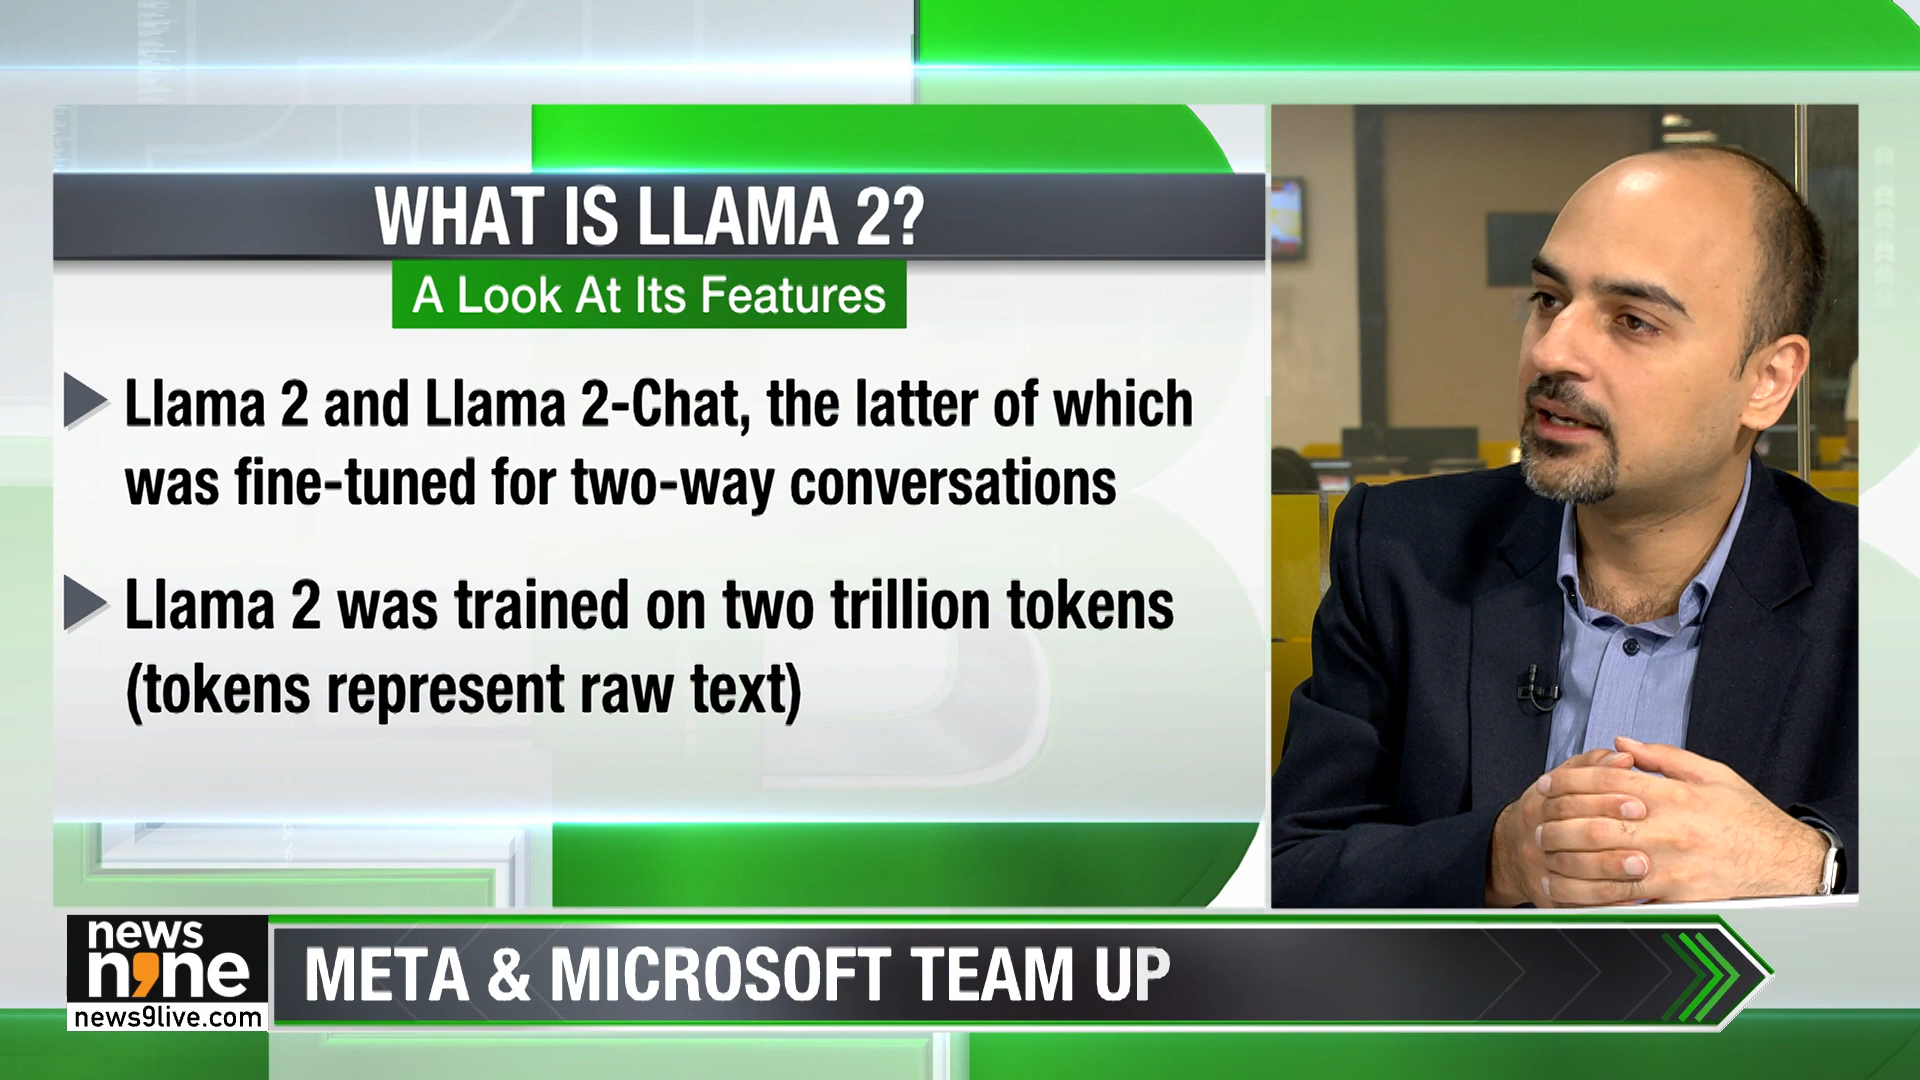 WHAT IS LLAMA 2?
A Look At Its Features
Llama 2 and Llama 2-Chat, the latter of which
was fine-tuned for two-way conversations
Llama 2 was trained on two trillion tokens
(tokens represent raw text)
news
n9ne
news9live.com
META & MICROSOFT TEAM UP